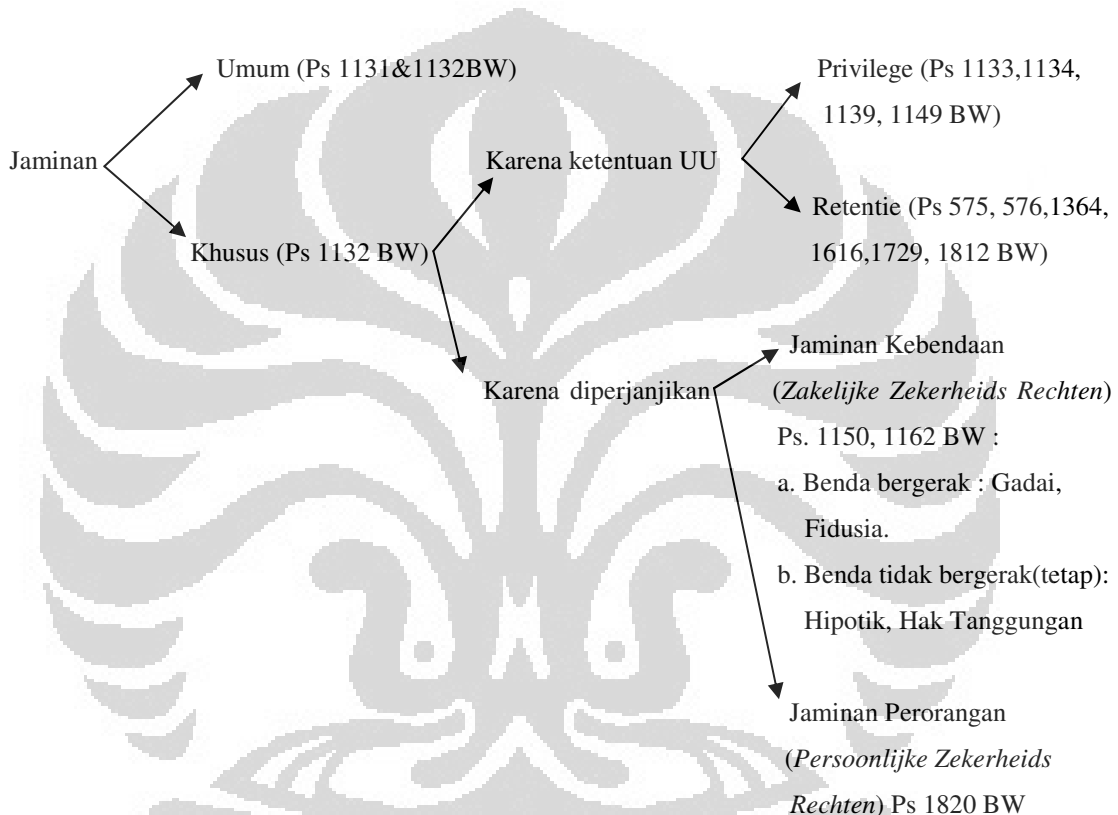 Umum (Ps 1131&1132BW)
Privilege (Ps 1133,1134,
1139, 1149 BW)
Jaminan
Karena ketentuan UU
Retentie (Ps 575, 576,1364,
1616,1729, 1812 BW)
Khusus (Ps 1132 BW)
Jaminan Kebendaan
Karena diperjanjikan
(Zakelijke Zekerheids Rechten)
Ps. 1150, 1162 BW :
a. Benda bergerak : Gadai,
Fidusia.
b. Benda tidak bergerak(tetap):
Hipotik, Hak Tanggungan
Jaminan Perorangan
(Persoonlijke Zekerheids
Rechten) Ps 1820 BW